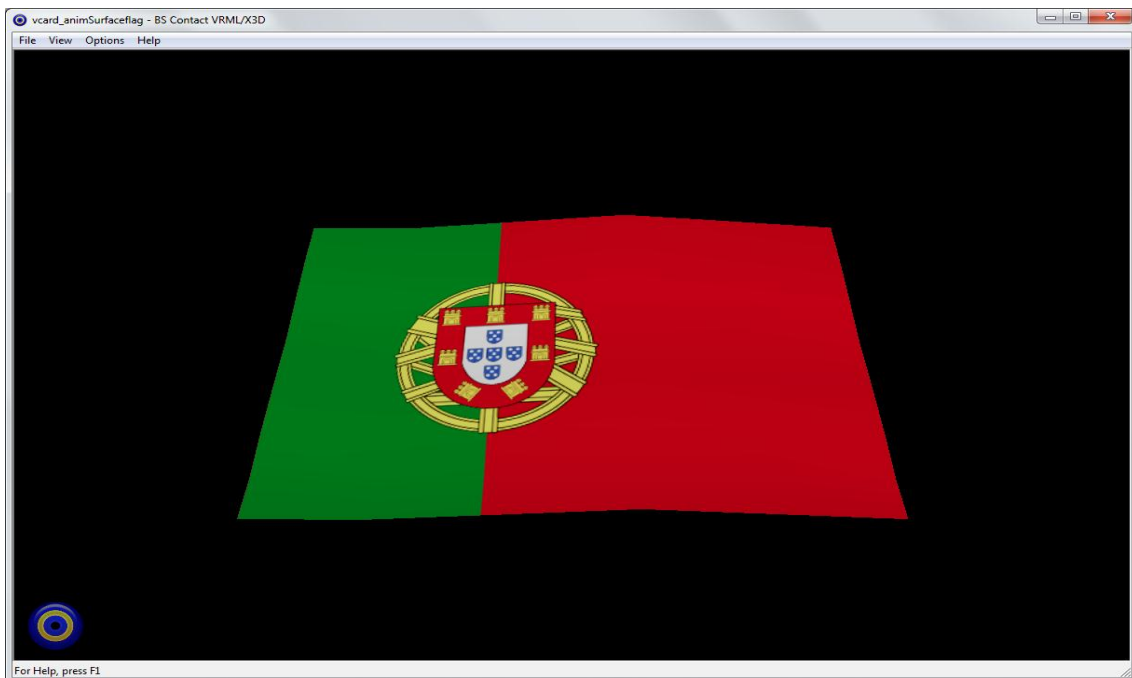 vcard_animSurfaceflag - BS Contact VRML/X3D
File View Options Help
For Help, press F1